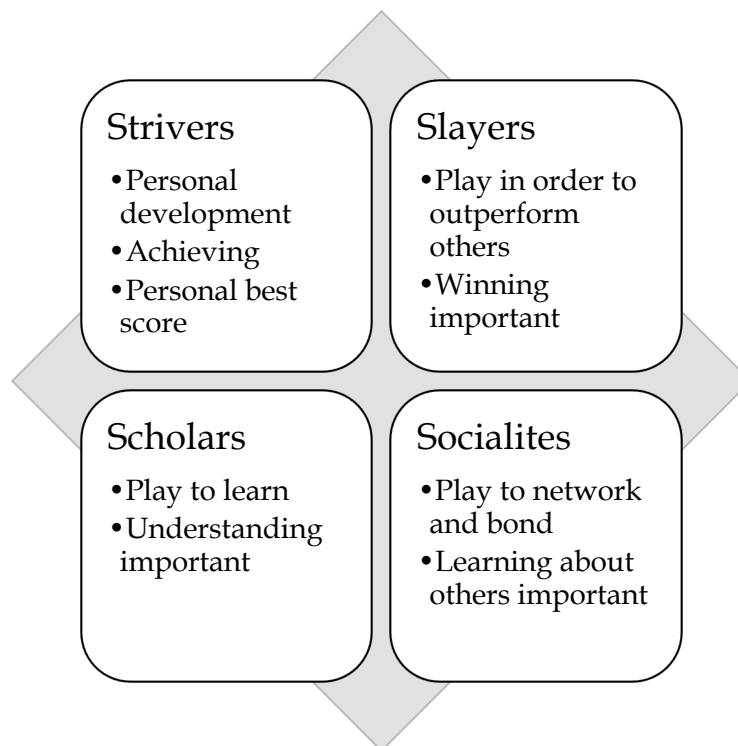 Strivers
•Personal
development
•Achieving
•Personal best
score
Slayers
•Play in order to
outperform
others
•Winning
important
Scholars
•Play to learn
•Understanding
important
Socialites
•Play to network
and bond
•Learning about
others important